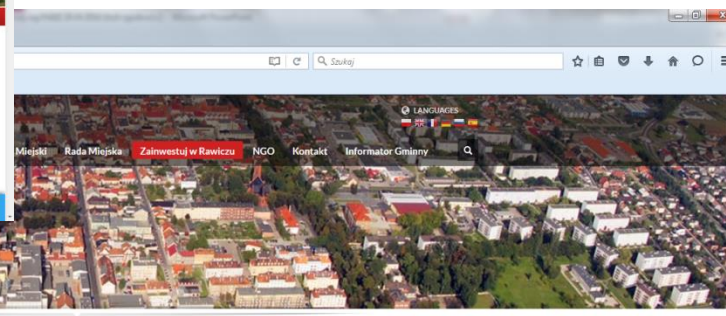 Szukaj
LANGUAGES
Miejski Rada Miejska Zainwestuj w Rawiczu NGO Kontakt Informator Gminny